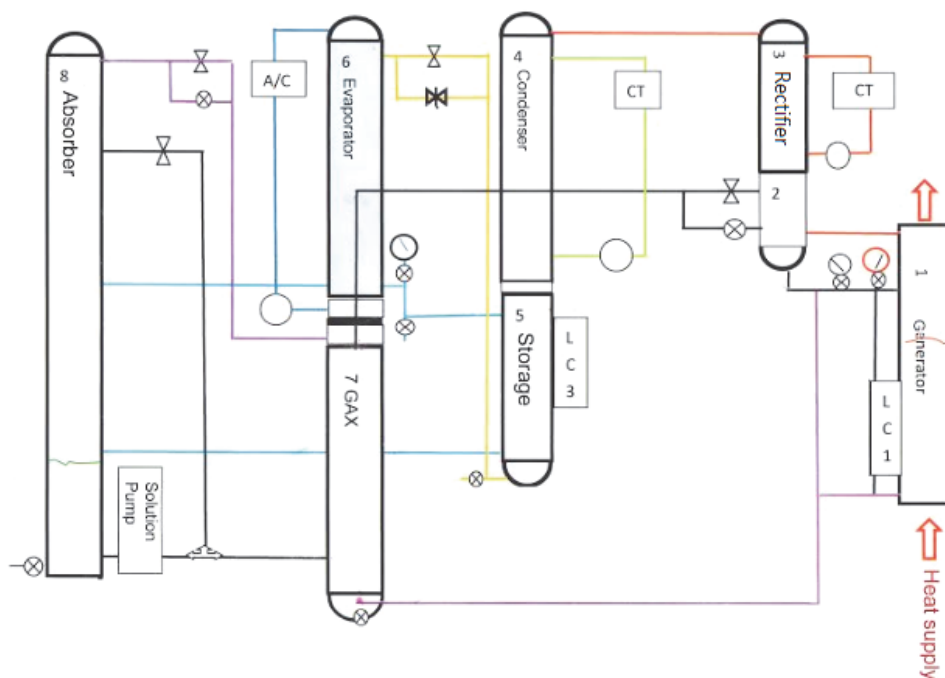 8 Absorber
A/C
6 Evaporator
4 Condenser
CT
3 Rectifier
CT
2
1 Generator
5 Storage
L
C
3
L
C
1
7 GAX
Solution
Pump
Heat supply